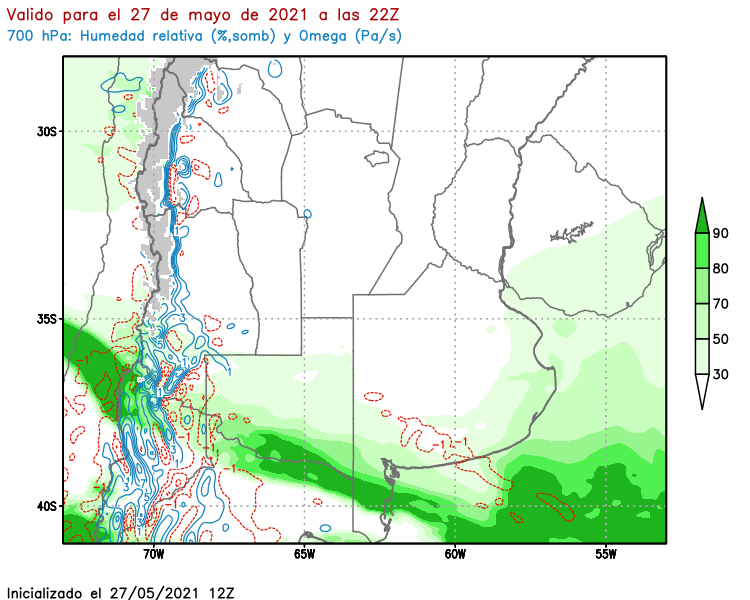 Valido para el 27 de mayo de 2021 a las 22Z
700 hPa: Humedad relativa (%,somb) y Omega (Pa/s)
30S
35S
40S
70W 65W 60W 55W
90
80
70
50
30
-1
-1 -1
-1
3
1
Inicializado el 27/05/2021 12Z